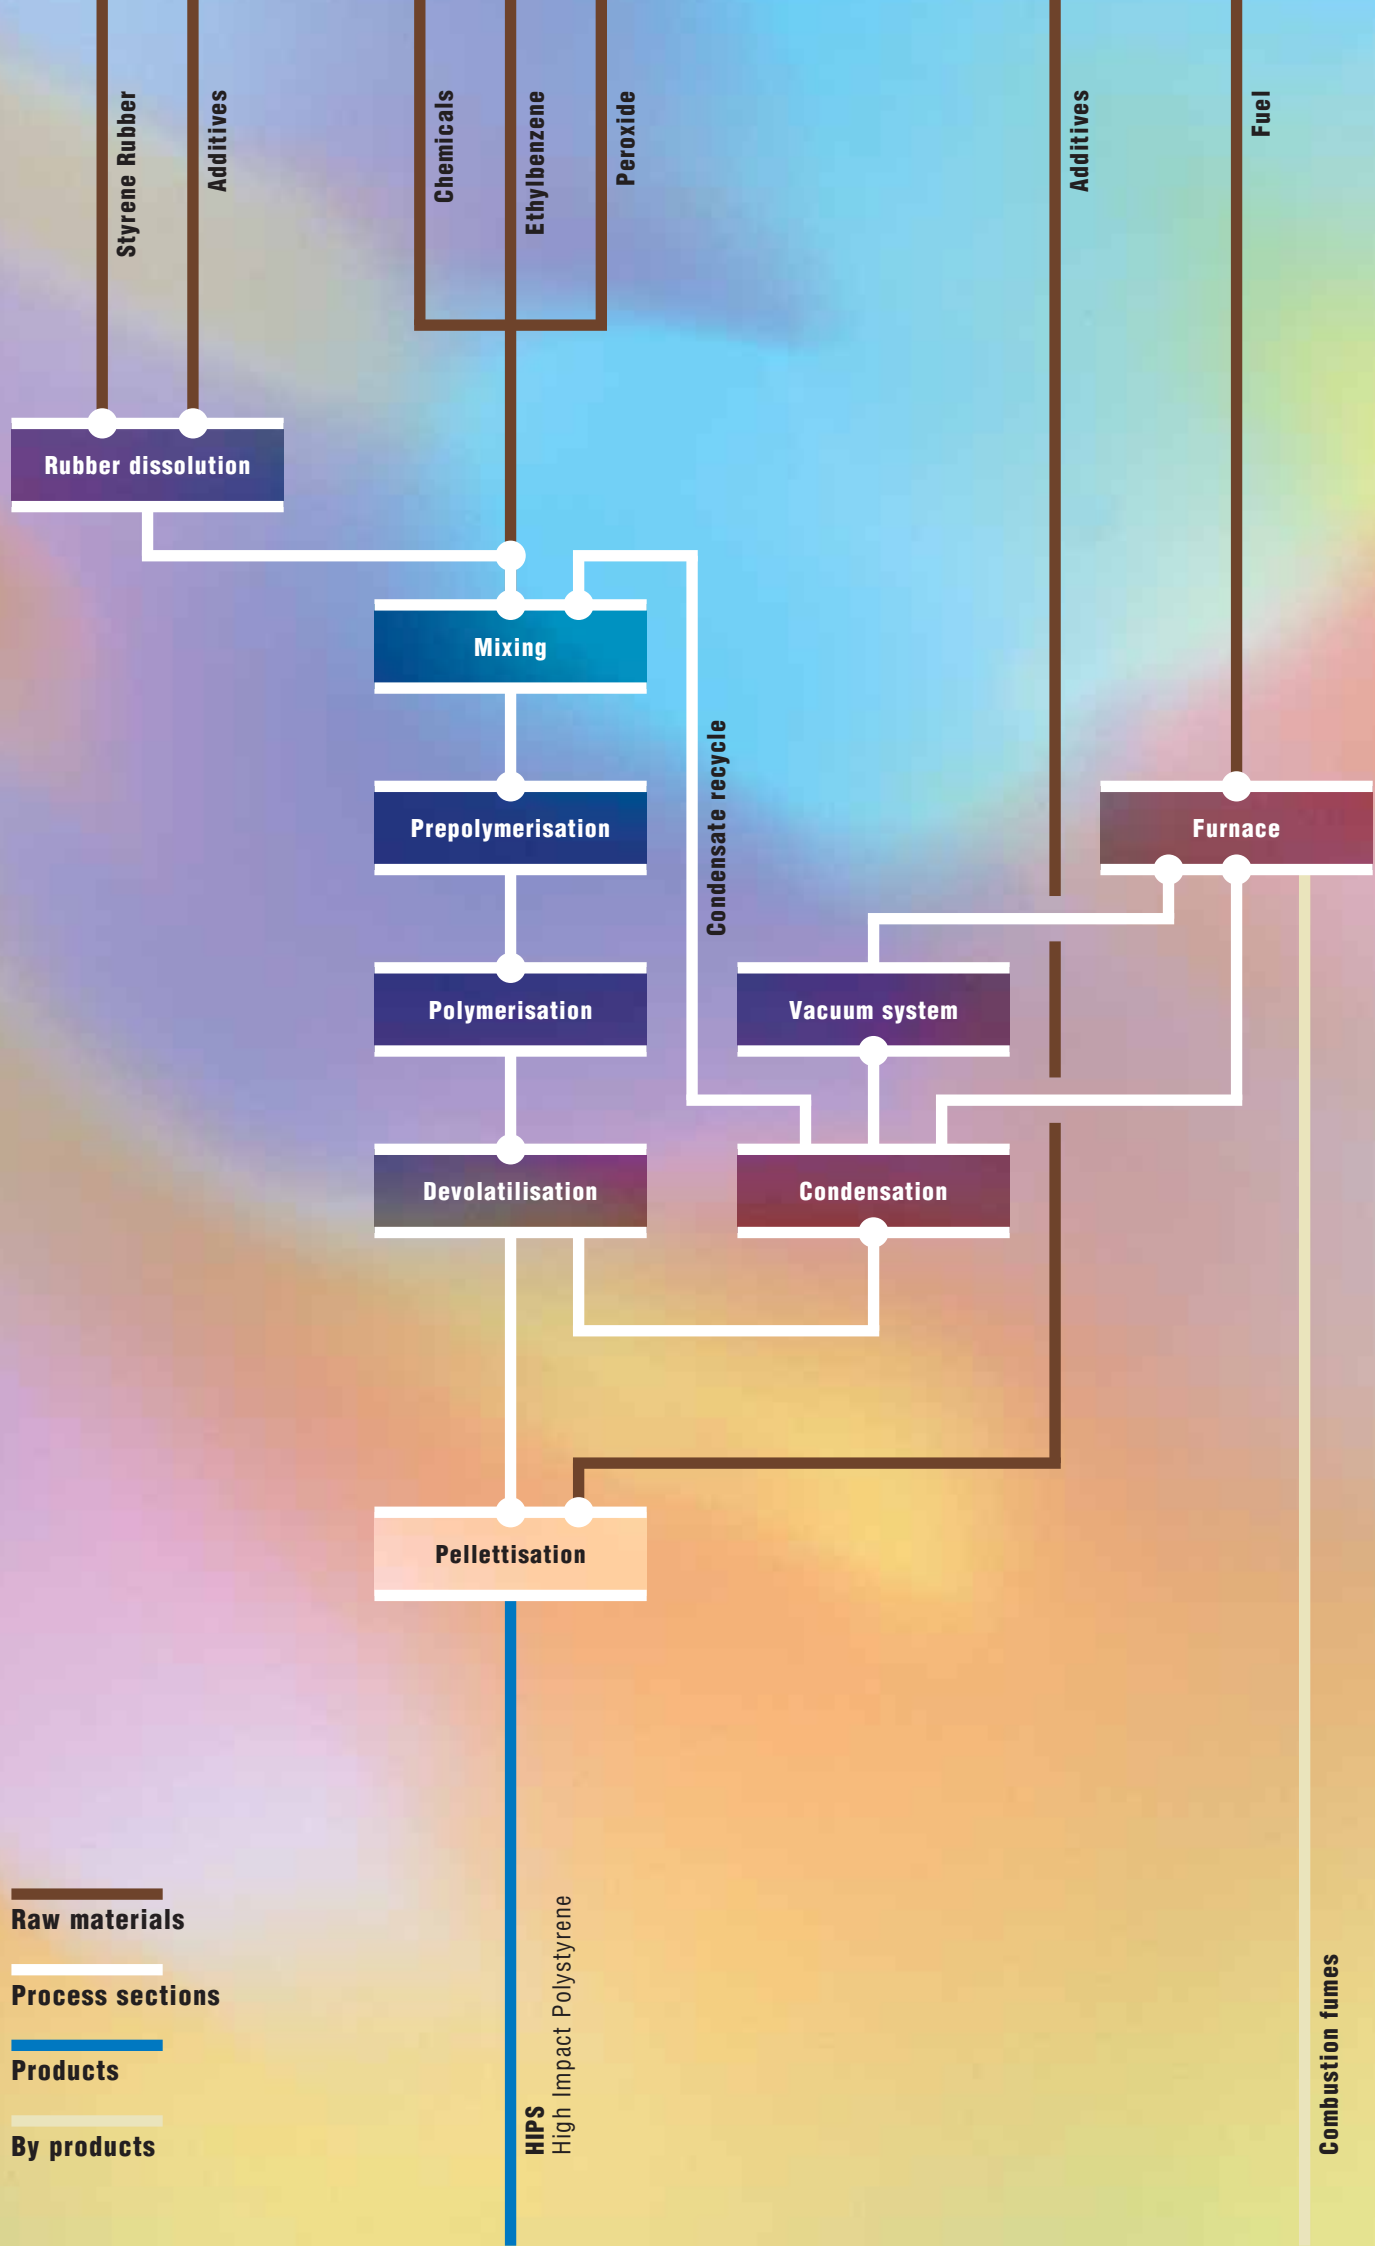 Styrene Rubber
Additives
Chemicals
Ethylbenzene
Peroxide
Additives
Fuel
Rubber dissolution
Mixing
Condensate recycle
Prepolymerisation
Furnace
Polymerisation
Vacuum system
Devolatilisation
Condensation
Pellettisation
Raw materials
Process sections
Products
By products
HIPS
High Impact Polystyrene
Combustion fumes